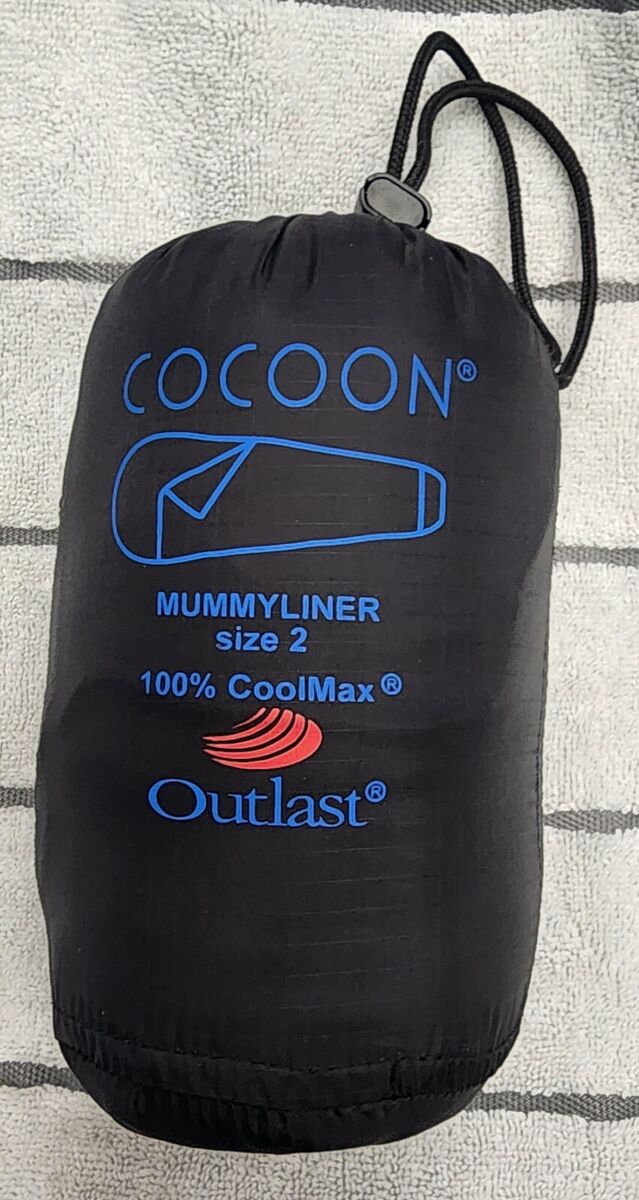 COCOON®
MUMMYLINER
size 2
100% CoolMax®
Outlast®